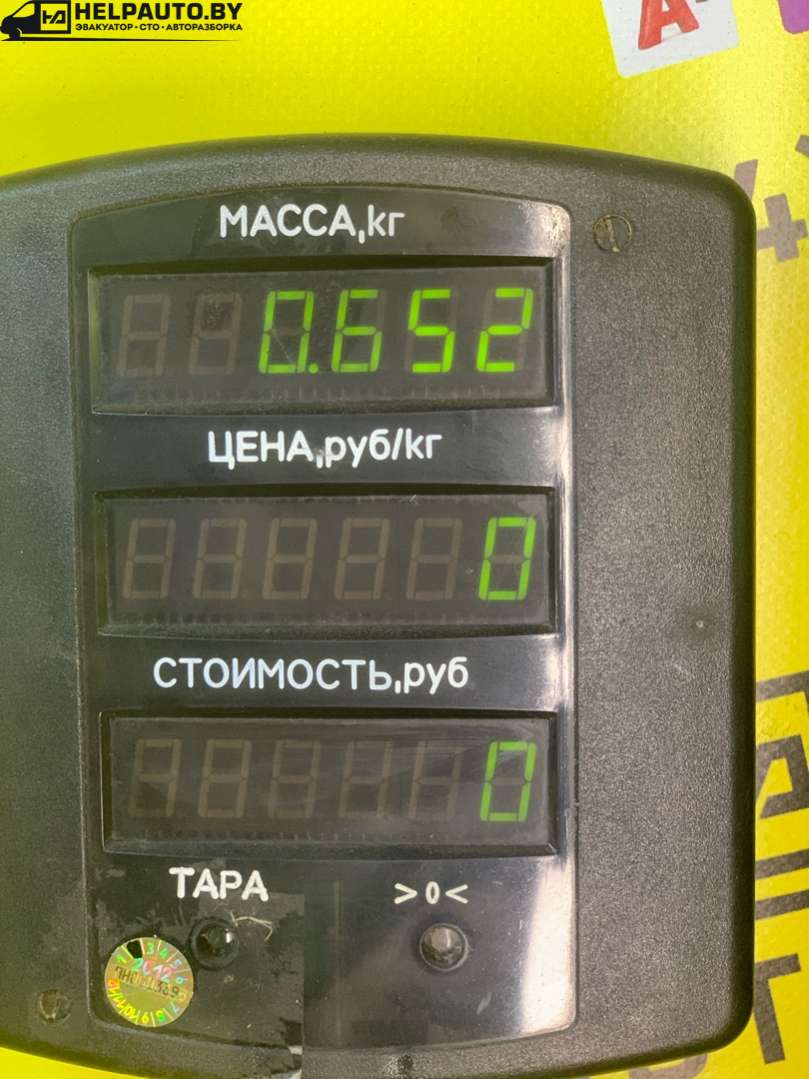 HELPAUTO.BY
ЭВАКУАТОР•СТО•АВТОРАЗБОРКА
МАССА,кг
0.652
ЦЕНА,руб/кг
0
СТОИМОСТЬ,руб
0
ТАРА
>0<